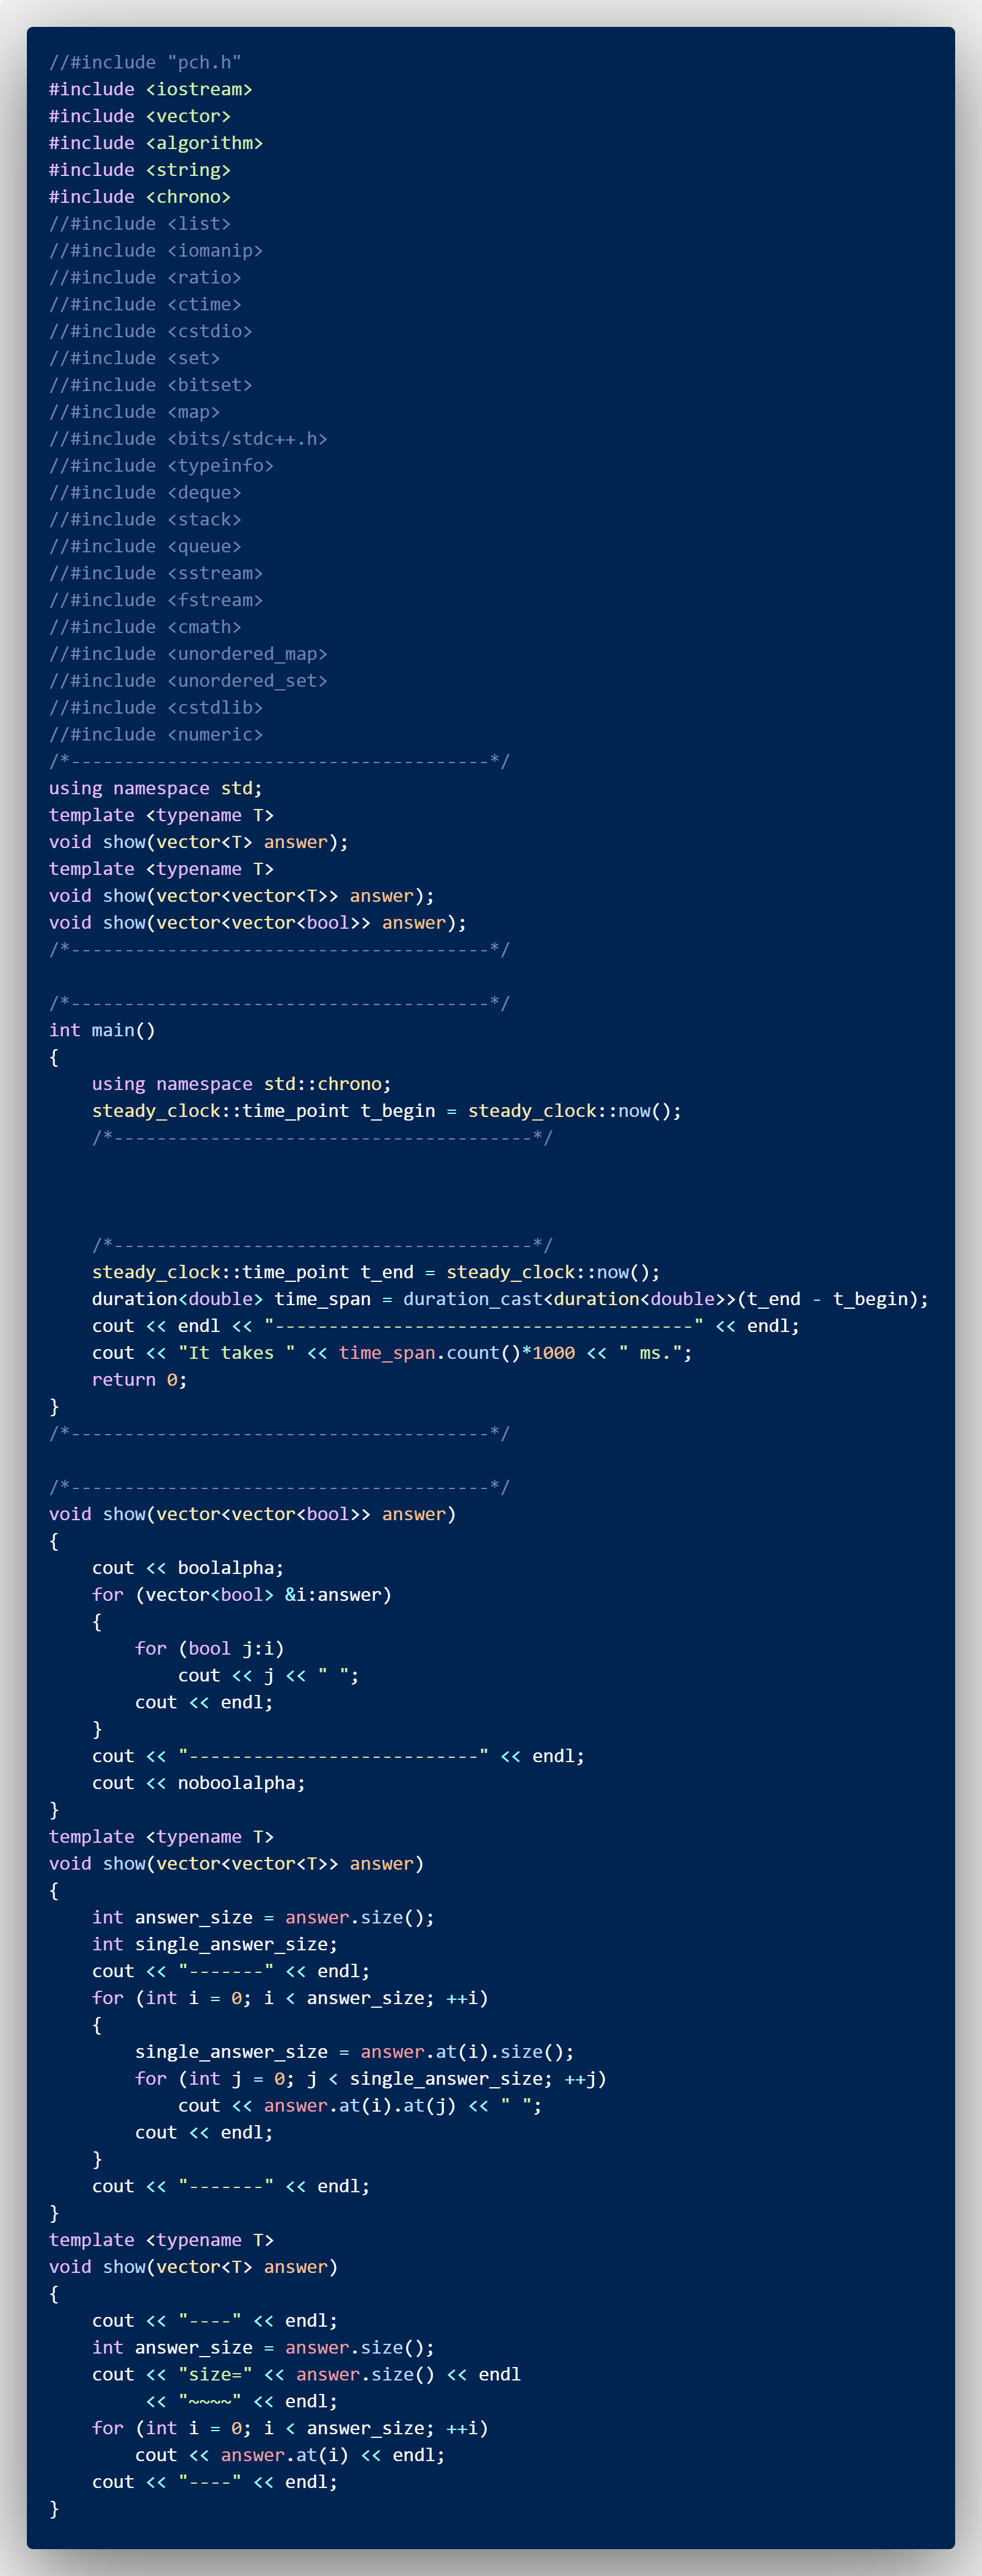 //#include "pch.h"
#include <iostream>
#include <vector>
#include <algorithm>
#include <string>
#include <chrono>
//#include <list>
//#include <iomanip>
//#include <ratio>
//#include <ctime>
//#include <cstdio>
//#include <set>
//#include <bitset>
//#include <map>
//#include <bits/stdc++.h>
//#include <typeinfo>
//#include <deque>
//#include <stack>
//#include <queue>
//#include <sstream>
//#include <fstream>
//#include <cmath>
//#include <unordered_map>
//#include <unordered_set>
//#include <cstdlib>
//#include <numeric>
/*---------------------------------------*/
using namespace std;
template <typename T>
void show(vector<T> answer);
template <typename T>
void show(vector<vector<T>> answer);
void show(vector<vector<bool>> answer);
/*---------------------------------------*/

/*---------------------------------------*/
int main()
{
    using namespace std::chrono;
    steady_clock::time_point t_begin = steady_clock::now();
    /*---------------------------------------*/



    /*---------------------------------------*/
    steady_clock::time_point t_end = steady_clock::now();
    duration<double> time_span = duration_cast<duration<double>>(t_end - t_begin);
    cout << endl << "---------------------------------------" << endl;
    cout << "It takes " << time_span.count()*1000 << " ms.";
    return 0;
}
/*---------------------------------------*/

/*---------------------------------------*/
void show(vector<vector<bool>> answer)
{
    cout << boolalpha;
    for (vector<bool> &i:answer)
    {
        for (bool j:i)
            cout << j << " ";
        cout << endl;
    }
    cout << "---------------------------" << endl;
    cout << noboolalpha;
}
template <typename T>
void show(vector<vector<T>> answer)
{
    int answer_size = answer.size();
    int single_answer_size;
    cout << "-------" << endl;
    for (int i = 0; i < answer_size; ++i)
    {
        single_answer_size = answer.at(i).size();
        for (int j = 0; j < single_answer_size; ++j)
            cout << answer.at(i).at(j) << " ";
        cout << endl;
    }
    cout << "-------" << endl;
}
template <typename T>
void show(vector<T> answer)
{
    cout << "----" << endl;
    int answer_size = answer.size();
    cout << "size=" << answer.size() << endl
         << "~~~~" << endl;
    for (int i = 0; i < answer_size; ++i)
        cout << answer.at(i) << endl;
    cout << "----" << endl;
}